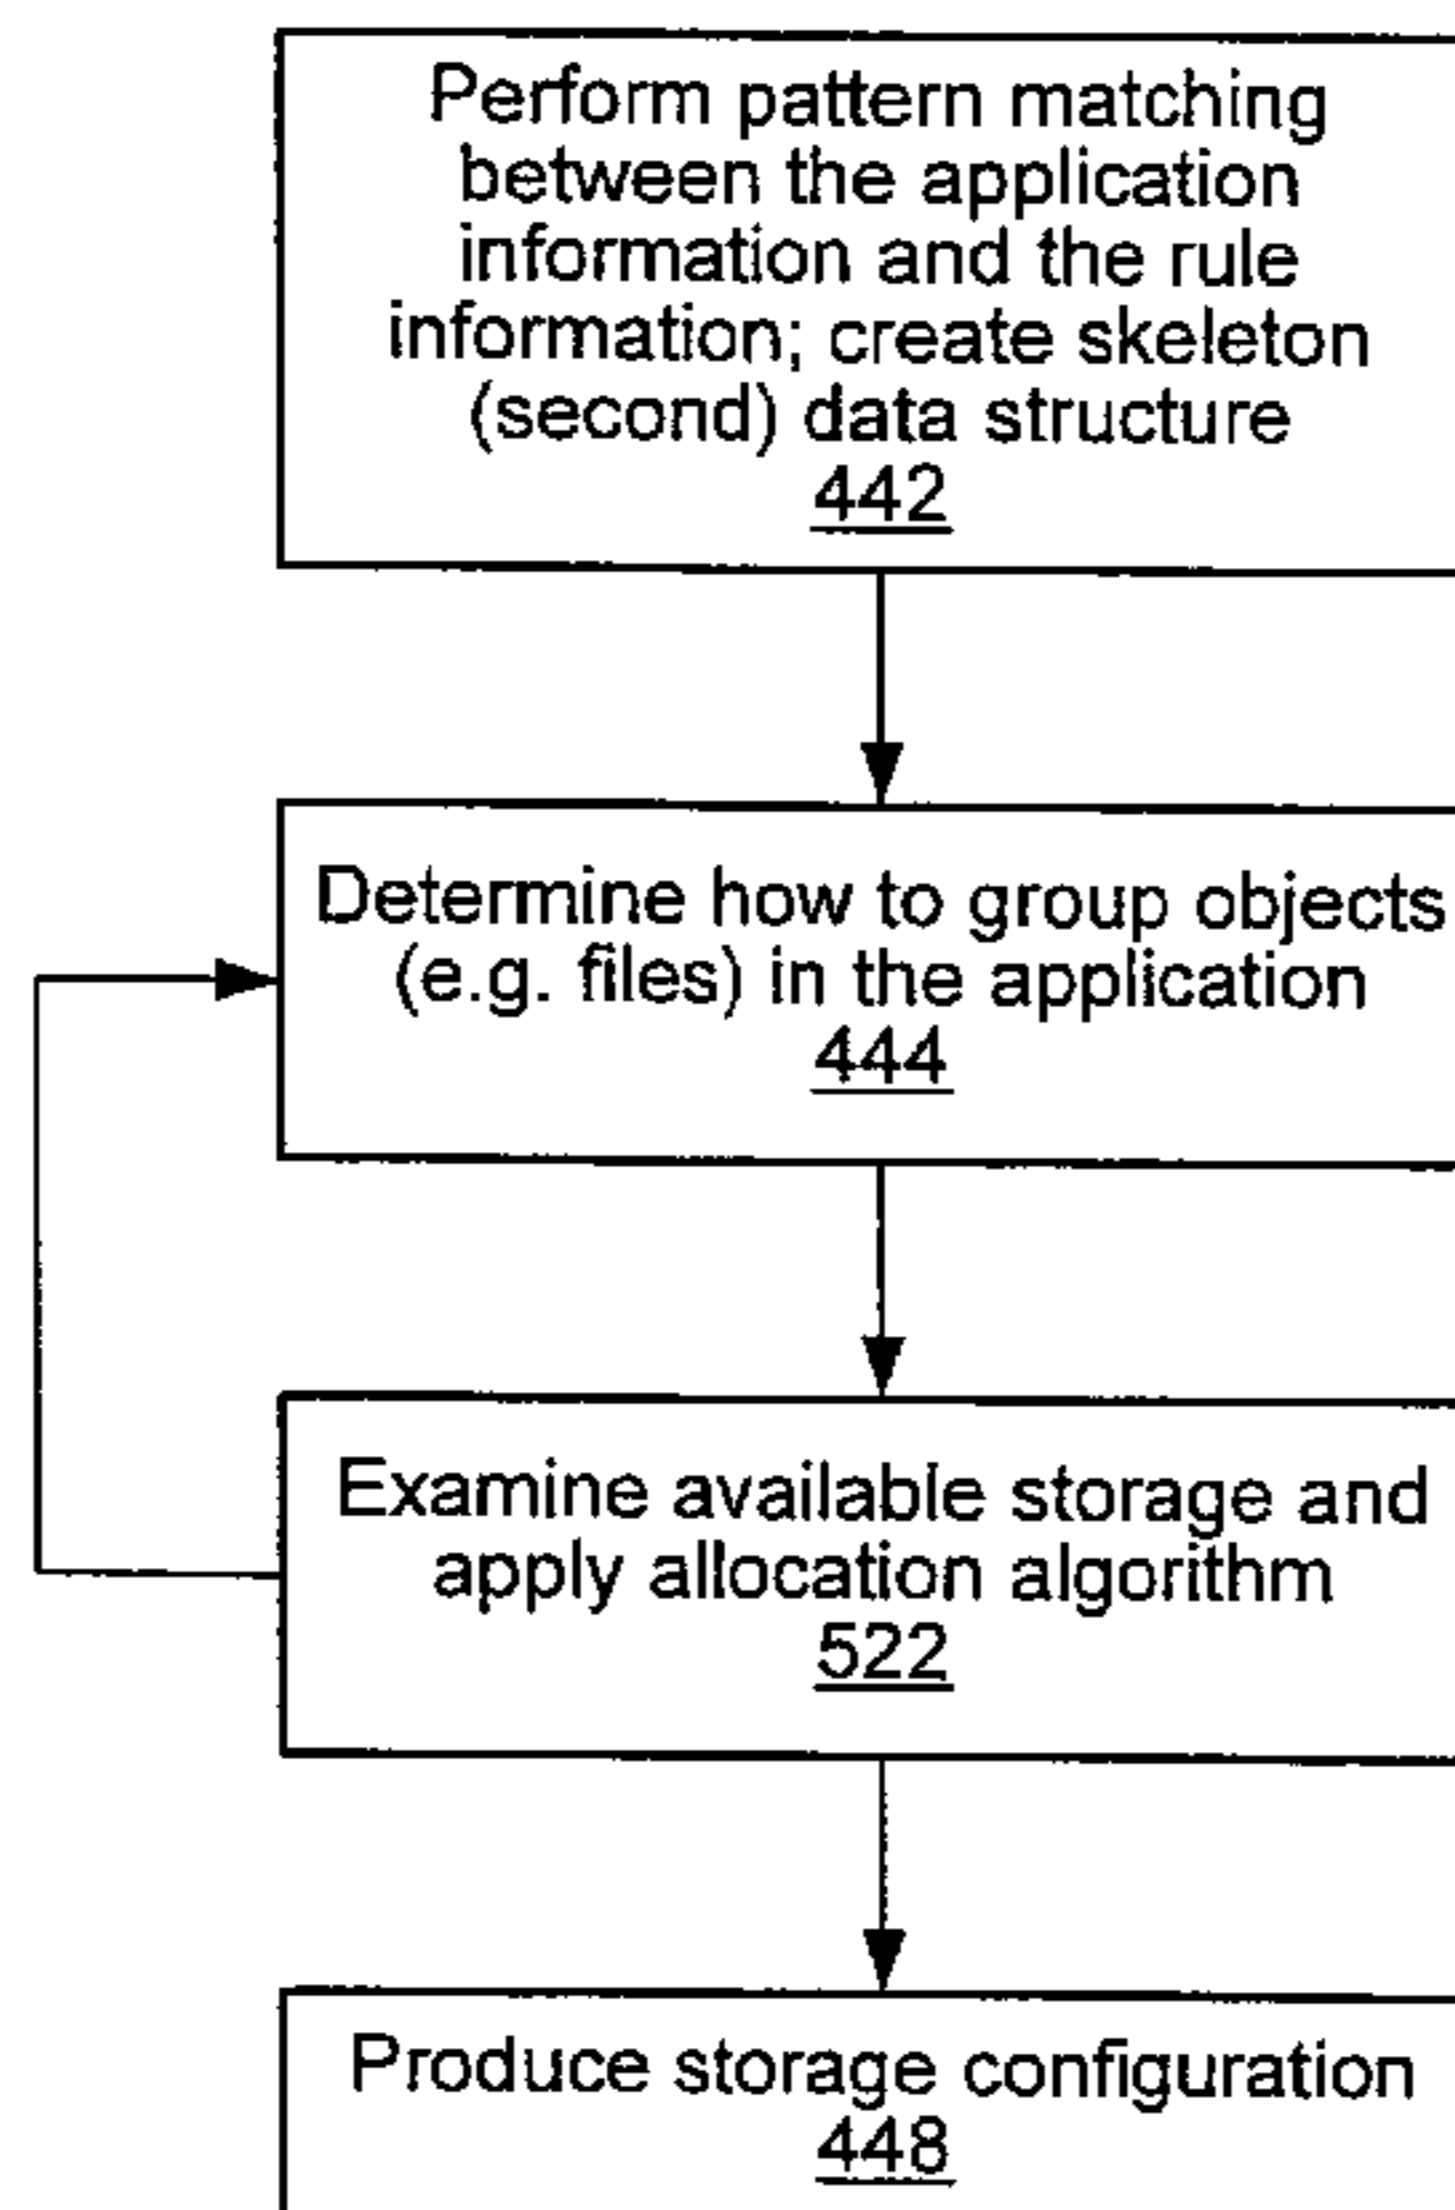 Perform pattern matching
between the application
information and the rule
information; create skeleton
(second) data structure
442
Determine how to group objects
(e.g. files) in the application
444
Examine available storage and
apply allocation algorithm
522
Produce storage configuration
448